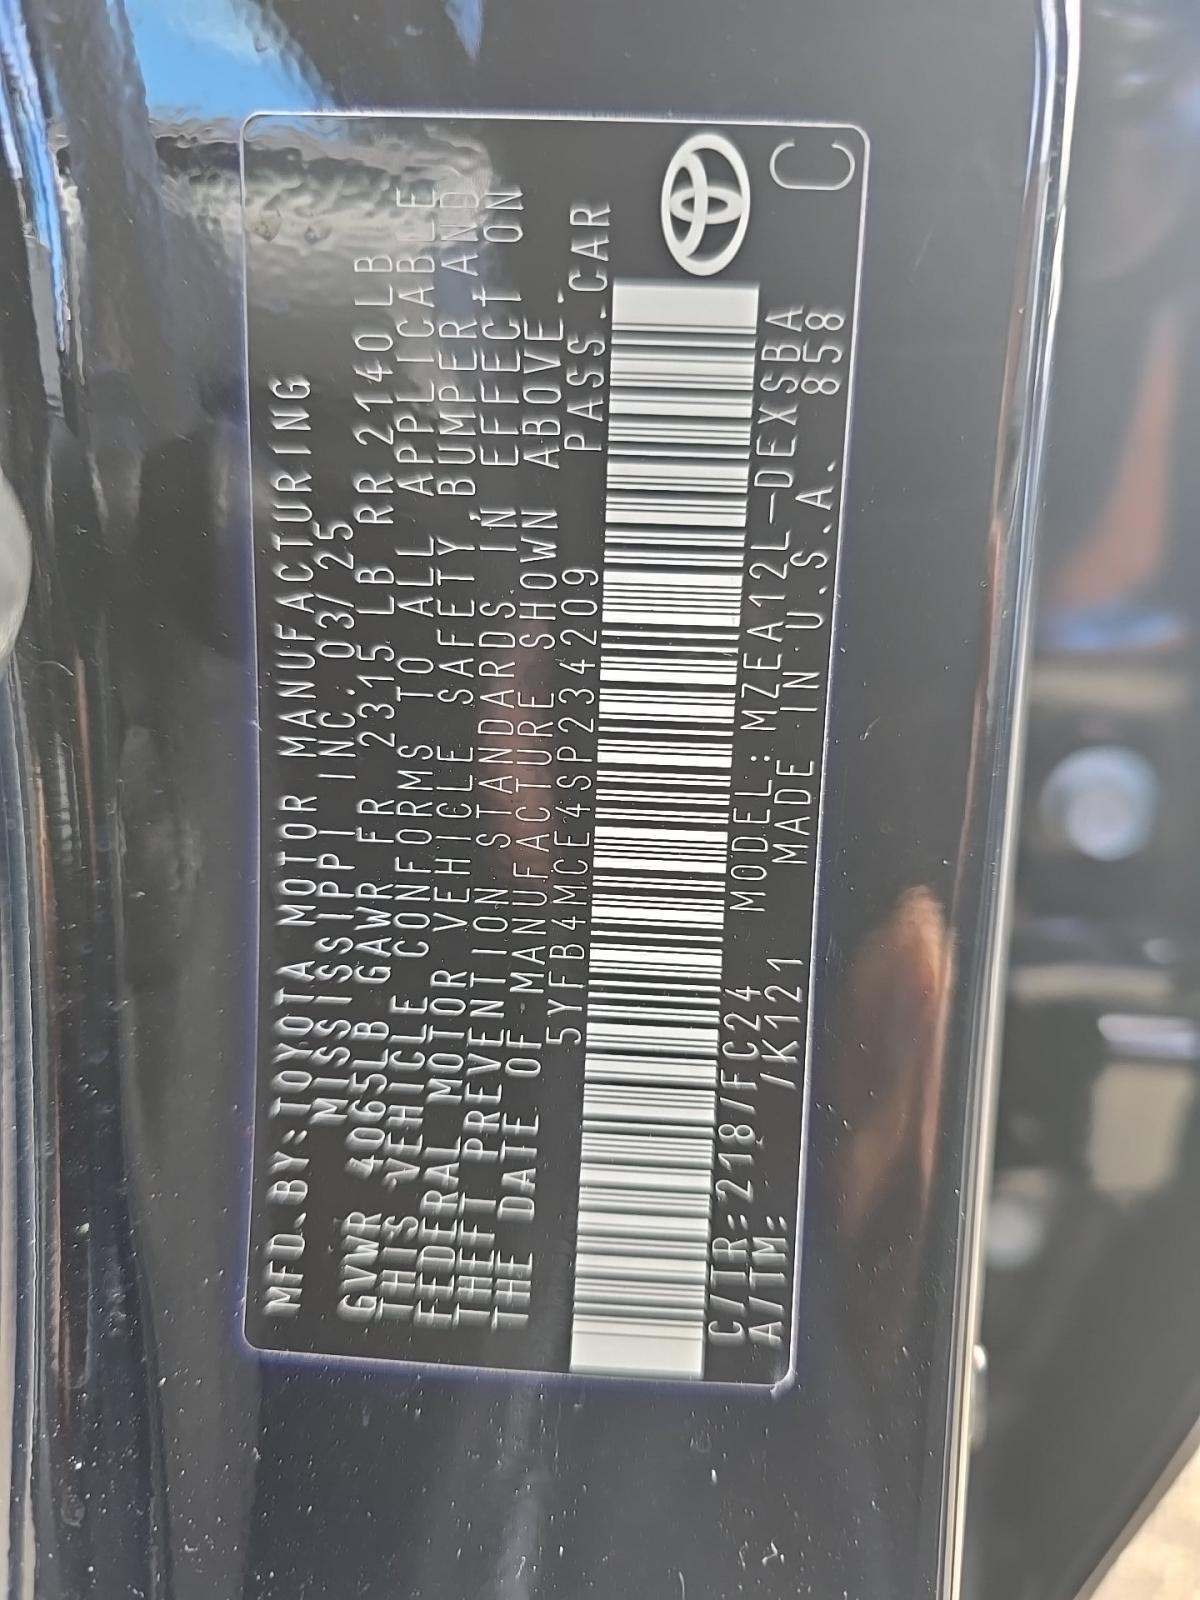 MFD.BY:TOYOTA MOTOR MANUFACTURING
MISSISSIPPI INC. 03/25
GVWR 4065LB GAWR FR 2315 LB RR 2140LB
THIS VEHICLE CONFORMS TO ALL APPLICABLE
FEDERAL MOTOR VEHICLE SAFETY,BUMPER AND
THEFT PREVENTION STANDARDS IN EFFECT ON
THE DATE OF MANUFACTURE SHOWN ABOVE.
5YFB4MCE4SP234209 PASS.CAR
C/TR:218/FC24 MODEL:MZEA12L-DEXSBA
A/TM: /K121 MADE IN U.S.A. 858
C